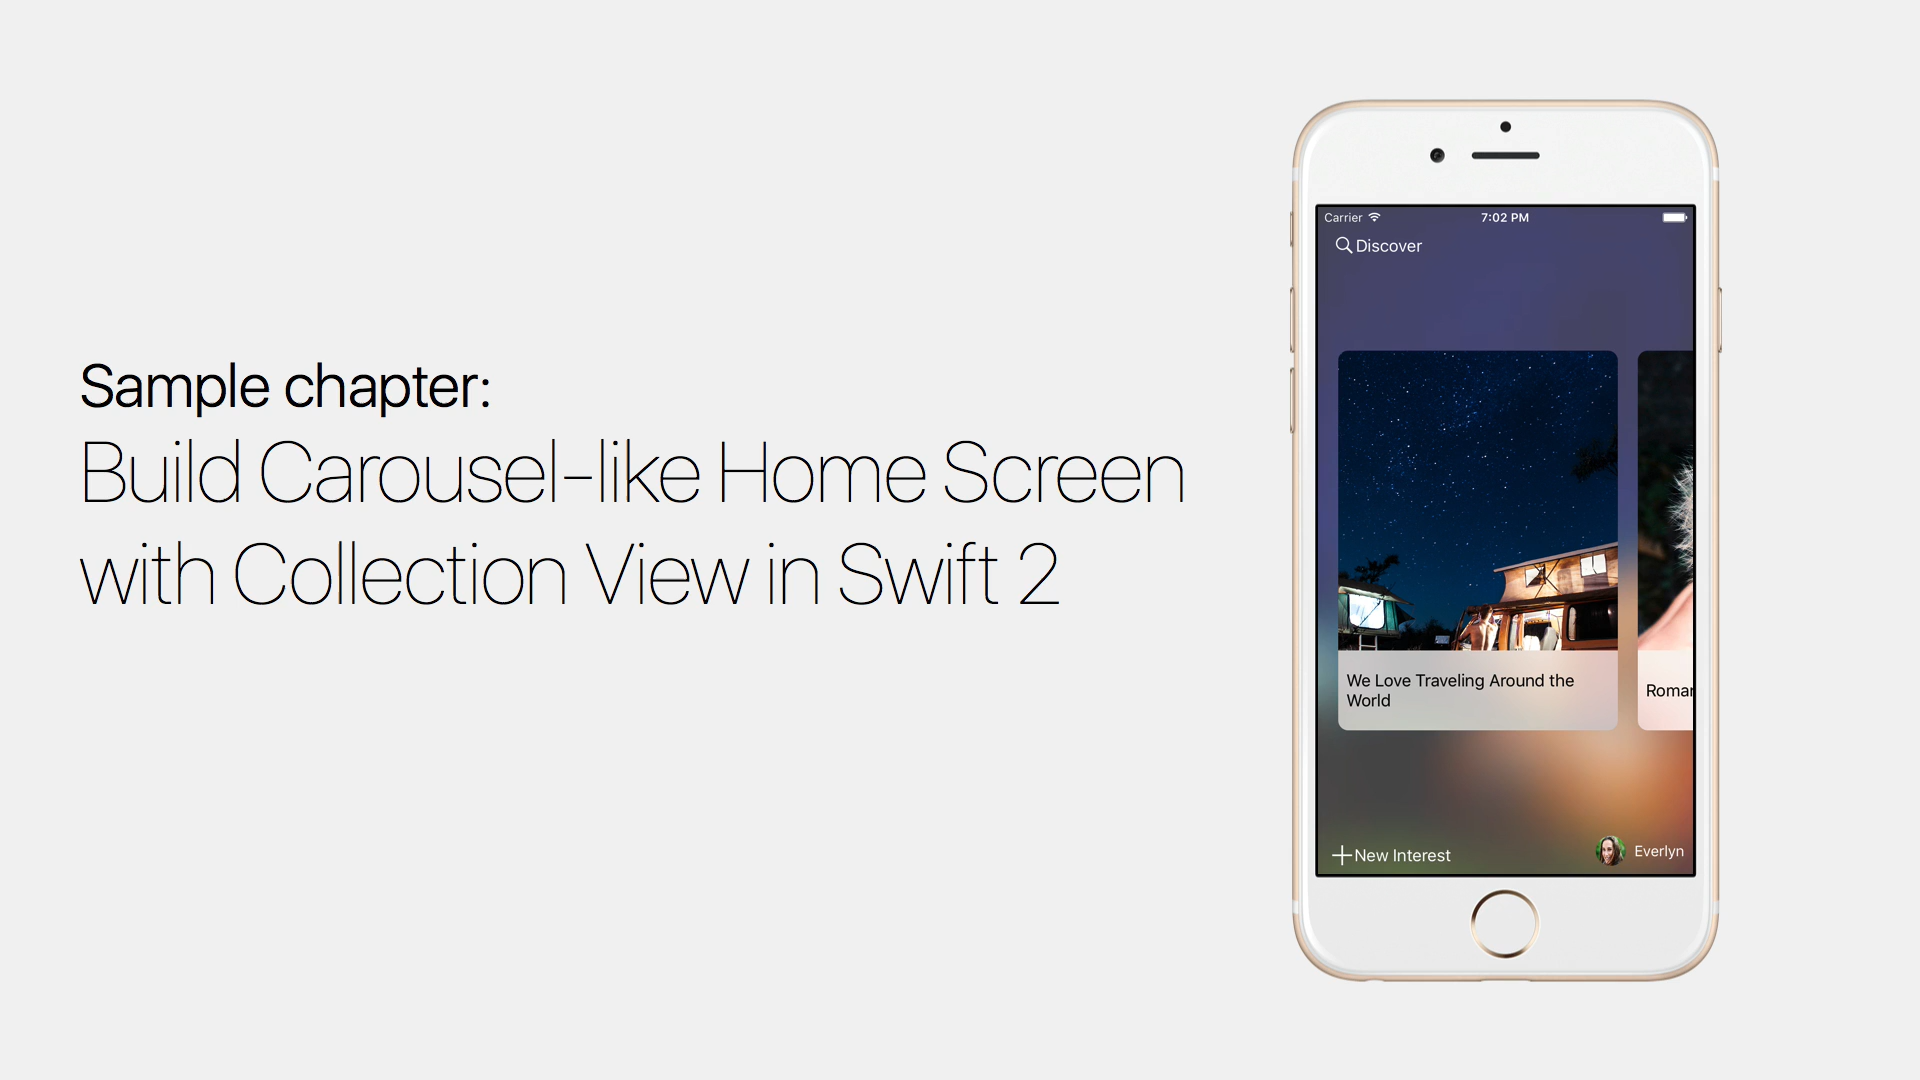 Sample chapter:
Build Carousel-like Home Screen
with Collection View in Swift 2
Carrier 7:02 PM
Discover
We Love Traveling Around the
World
New Interest
Everlyn